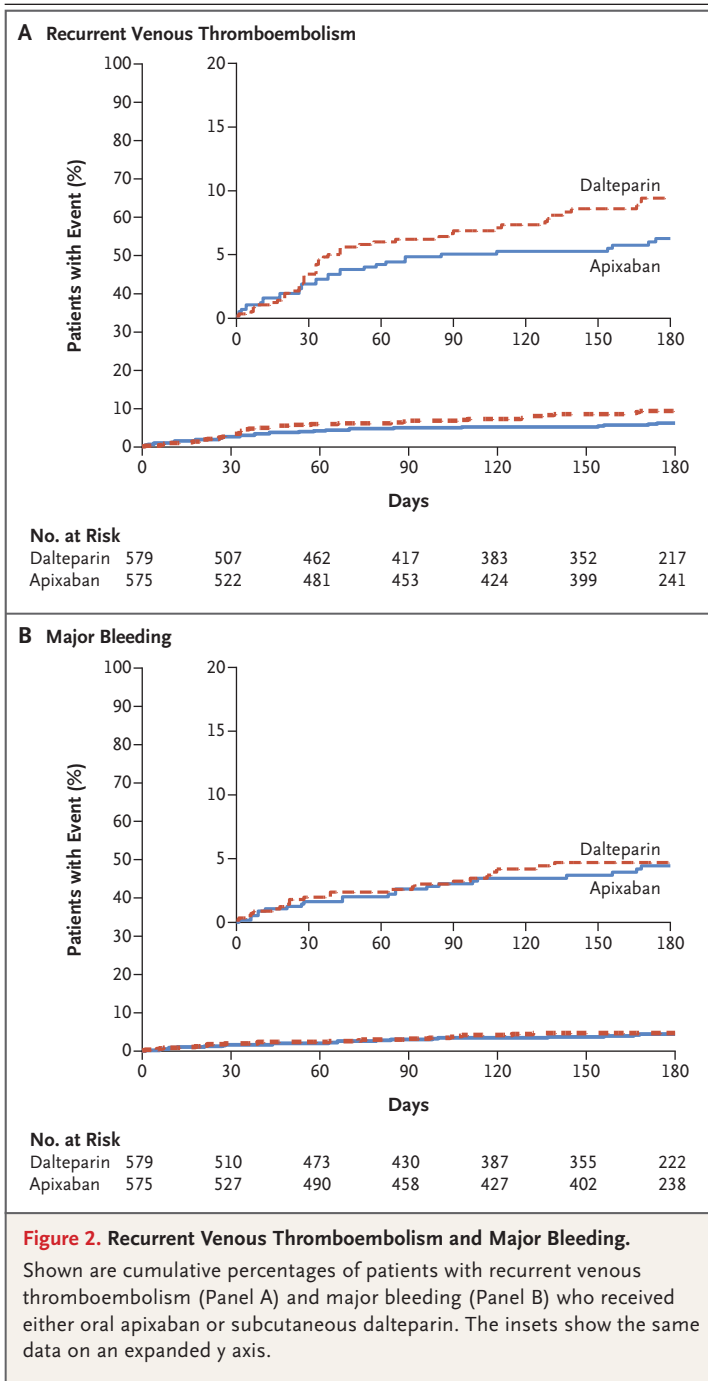 A Recurrent Venous Thromboembolism
Patients with Event (%)
100
90
80
70
60
50
40
30
20
10
0
20
15
10
5
0
Dalteparin
Apixaban
0 30 60 90 120 150 180
0 30 60 90 120 150 180
Days
No. at Risk
Dalteparin 579 507 462 417 383 352 217
Apixaban 575 522 481 453 424 399 241
B Major Bleeding
Patients with Event (%)
100
90
80
70
60
50
40
30
20
10
0
20
15
10
5
0
Dalteparin
Apixaban
0 30 60 90 120 150 180
0 30 60 90 120 150 180
Days
No. at Risk
Dalteparin 579 510 473 430 387 355 222
Apixaban 575 527 490 458 427 402 238
Figure 2. Recurrent Venous Thromboembolism and Major Bleeding.
Shown are cumulative percentages of patients with recurrent venous
thromboembolism (Panel A) and major bleeding (Panel B) who received
either oral apixaban or subcutaneous dalteparin. The insets show the same
data on an expanded y axis.